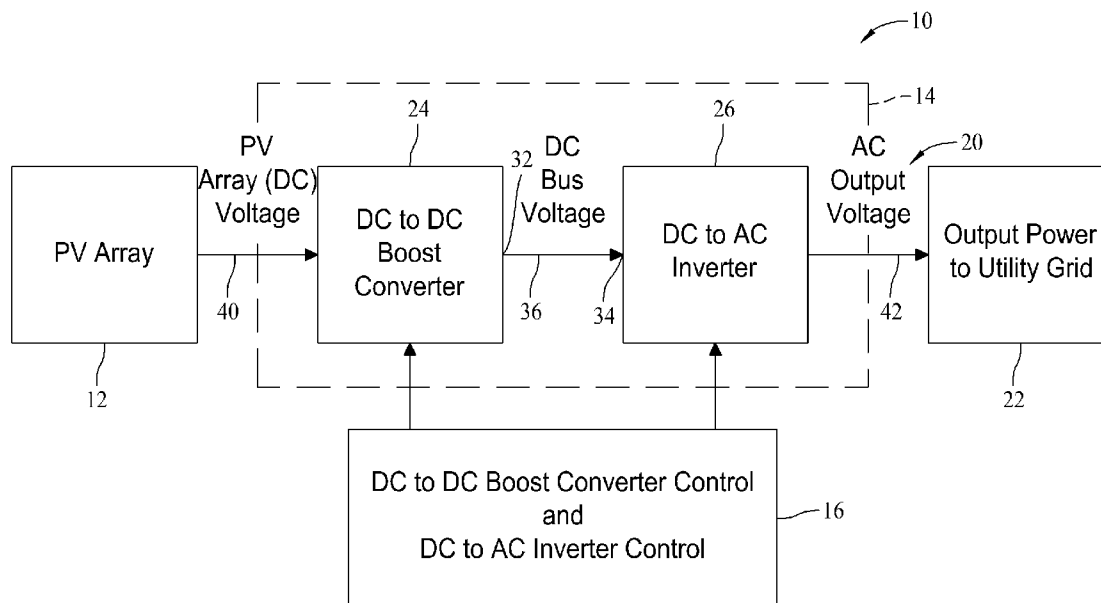 10
14
24
26
20
PV
Array (DC)
Voltage
DC
Bus
Voltage
32
AC
Output
Voltage
PV Array
DC to DC
Boost
Converter
DC to AC
Inverter
Output Power
to Utility Grid
40
36
34
42
12
22
DC to DC Boost Converter Control
and
DC to AC Inverter Control
16